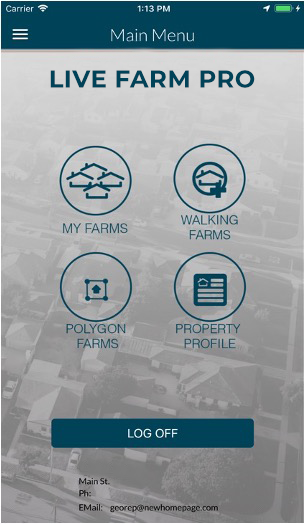 Carrier 1:13 PM
Main Menu
LIVE FARM PRO
MY FARMS
WALKING
FARMS
POLYGON
FARMS
PROPERTY
PROFILE
LOG OFF
Main St.
Ph:
EMail: georep@newhomepage.com